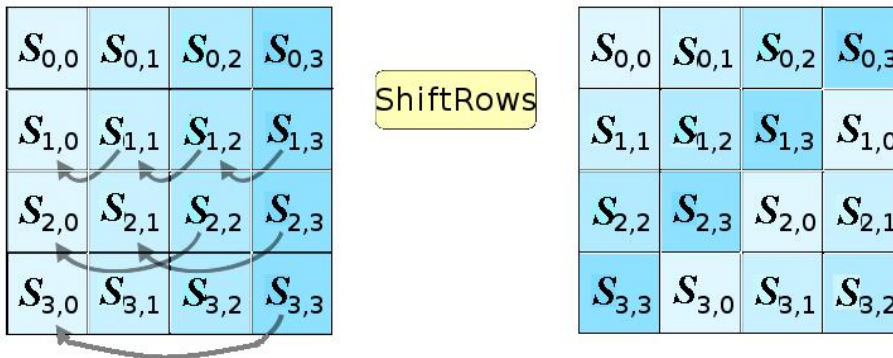 S0,0 S0,1 S0,2 S0,3
S1,0 S1,1 S1,2 S1,3
S2,0 S2,1 S2,2 S2,3
S3,0 S3,1 S3,2 S3,3
ShiftRows
S0,0 S0,1 S0,2 S0,3
S1,1 S1,2 S1,3 S1,0
S2,2 S2,3 S2,0 S2,1
S3,3 S3,0 S3,1 S3,2